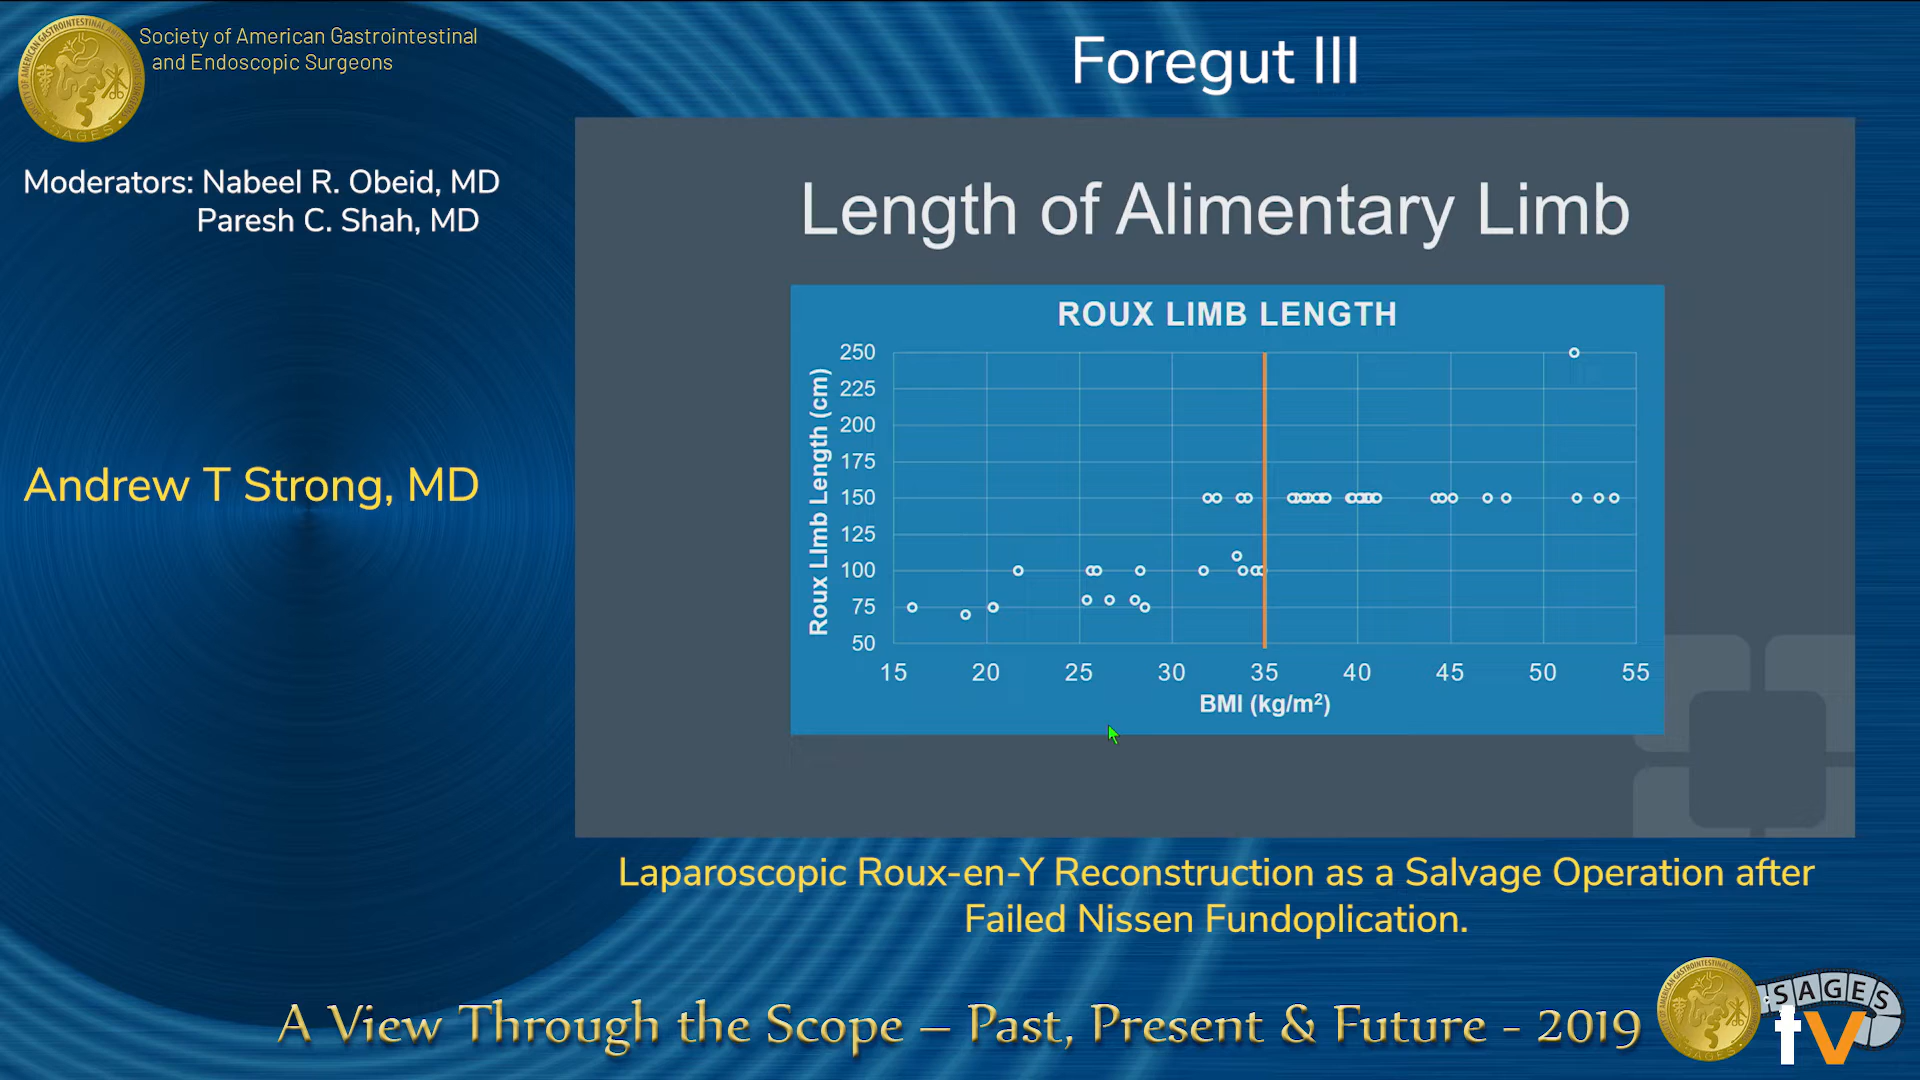 Society of American Gastrointestinal
and Endoscopic Surgeons
Foregut III
Moderators: Nabeel R. Obeid, MD
Paresh C. Shah, MD
Andrew T Strong, MD
Length of Alimentary Limb
ROUX LIMB LENGTH
Roux LImb Length (cm)
250
225
200
175
150
125
100
75
50
15 20 25 30 35 40 45 50 55
BMI (kg/m²)
Laparoscopic Roux-en-Y Reconstruction as a Salvage Operation after
Failed Nissen Fundoplication.
A View Through the Scope – Past, Present & Future - 2019
SAGES
tv